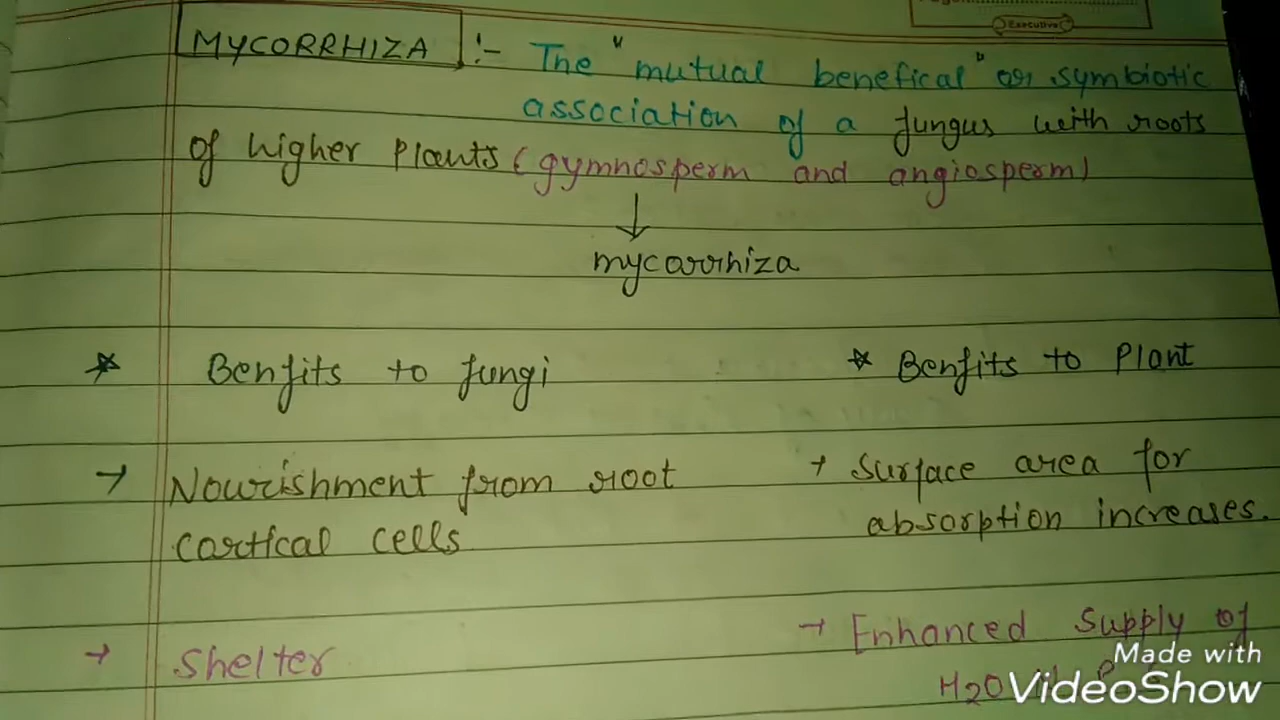 Executive
MYCORRHIZA :- The "mutual benefical" or symbiotic
association of a fungus with roots
of higher Plants (gymnosperm and angiosperm)
↓
mycorrhiza
* Benfits to fungi
* Benfits to Plant
→ Nourishment from root
cortical cells
→ Surface area for
absorption increases.
→ Shelter
→ Enhanced Supply of
H2O
Made with
VideoShow